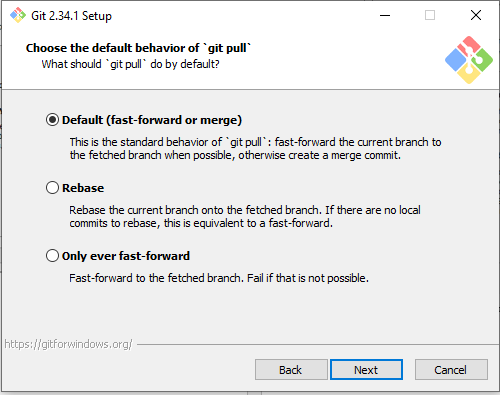 Git 2.34.1 Setup
Choose the default behavior of `git pull`
What should `git pull` do by default?
Default (fast-forward or merge)
This is the standard behavior of `git pull`: fast-forward the current branch to
the fetched branch when possible, otherwise create a merge commit.
Rebase
Rebase the current branch onto the fetched branch. If there are no local
commits to rebase, this is equivalent to a fast-forward.
Only ever fast-forward
Fast-forward to the fetched branch. Fail if that is not possible.
https://gitforwindows.org/
Back Next Cancel